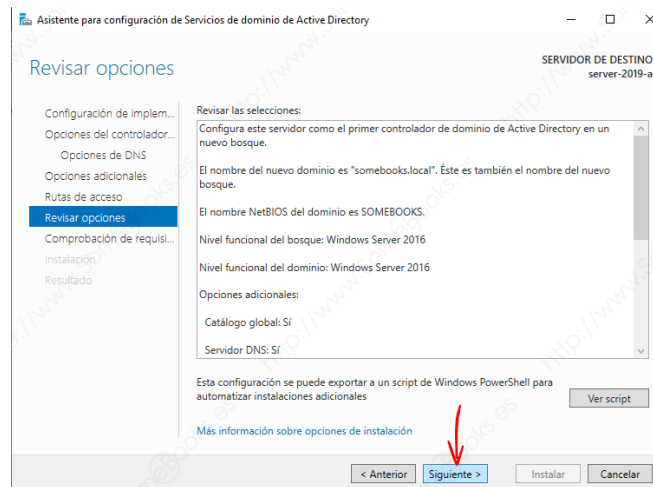 Asistente para configuración de Servicios de dominio de Active Directory
Revisar opciones
SERVIDOR DE DESTINO
server-2019-a
Configuración de implem...
Opciones del controlador...
Opciones de DNS
Opciones adicionales
Rutas de acceso
Revisar opciones
Comprobación de requisi...
Instalación
Resultado
Revisar las selecciones:
Configura este servidor como el primer controlador de dominio de Active Directory en un
nuevo bosque.
El nombre del nuevo dominio es "somebooks.local". Éste es también el nombre del nuevo
bosque.
El nombre NetBIOS del dominio es SOMEBOOKS.
Nivel funcional del bosque: Windows Server 2016
Nivel funcional del dominio: Windows Server 2016
Opciones adicionales:
Catálogo global: Sí
Servidor DNS: Sí
Esta configuración se puede exportar a un script de Windows PowerShell para
automatizar instalaciones adicionales
Ver script
Más información sobre opciones de instalación
< Anterior
Siguiente >
Instalar
Cancelar